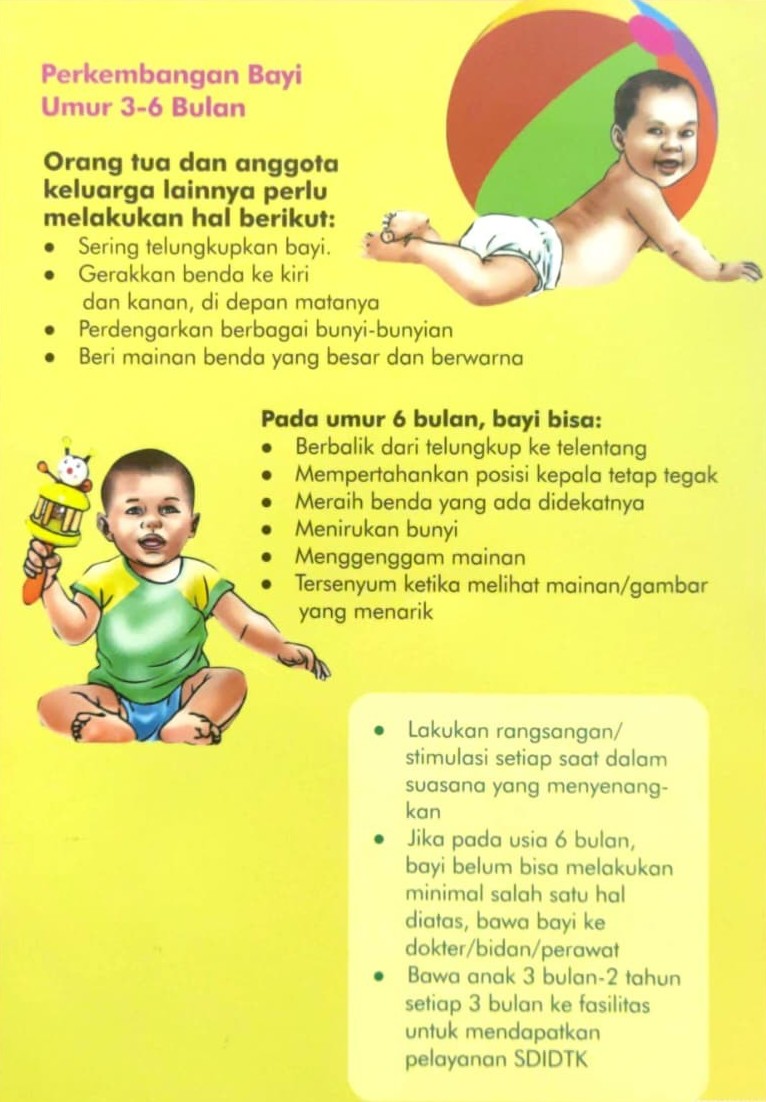 Perkembangan Bayi
Umur 3-6 Bulan
Orang tua dan anggota
keluarga lainnya perlu
melakukan hal berikut:
● Sering telungkupkan bayi.
● Gerakkan benda ke kiri
dan kanan, di depan matanya
● Perdengarkan berbagai bunyi-bunyian
● Beri mainan benda yang besar dan berwarna
Pada umur 6 bulan, bayi bisa:
● Berbalik dari telungkup ke telentang
● Mempertahankan posisi kepala tetap tegak
● Meraih benda yang ada didekatnya
● Menirukan bunyi
● Menggenggam mainan
● Tersenyum ketika melihat mainan/gambar
yang menarik
● Lakukan rangsangan/
stimulasi setiap saat dalam
suasana yang menyenang-
kan
● Jika pada usia 6 bulan,
bayi belum bisa melakukan
minimal salah satu hal
diatas, bawa bayi ke
dokter/bidan/perawat
● Bawa anak 3 bulan-2 tahun
setiap 3 bulan ke fasilitas
untuk mendapatkan
pelayanan SDIDTK